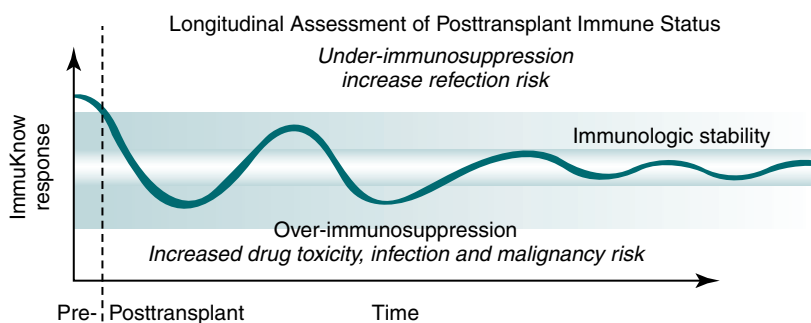 Longitudinal Assessment of Posttransplant Immune Status
Under-immunosuppression
increase refection risk
ImmuKnow
response
Immunologic stability
Over-immunosuppression
Increased drug toxicity, infection and malignancy risk
Pre- Posttransplant Time